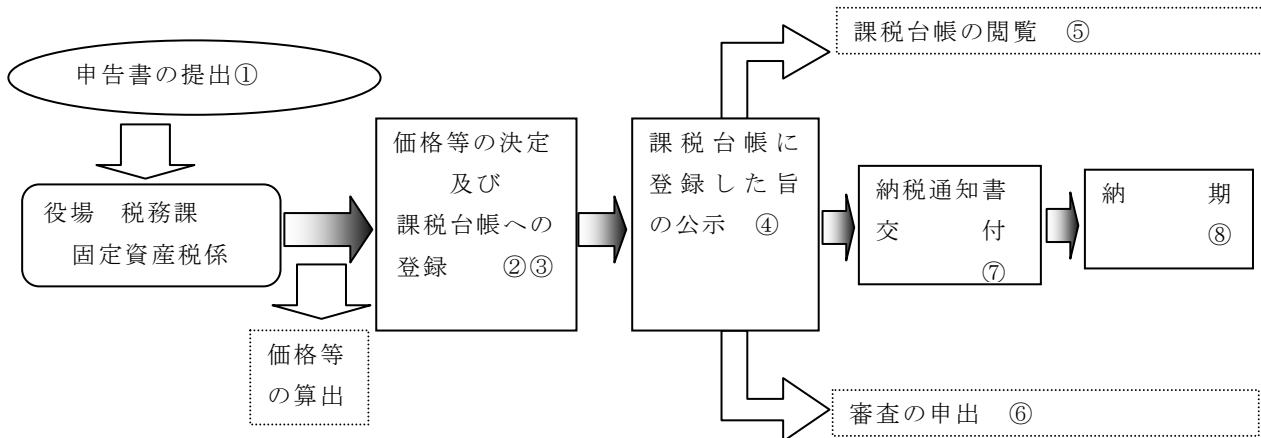 申告書の提出①
役場　税務課
固定資産税係
価格等
の算出
価格等の決定
及び
課税台帳への
登録　②③
課税台帳に
登録した旨
の公示　④
課税台帳の閲覧　⑤
審査の申出　⑥
納税通知書
交　付
⑦
納　期
⑧